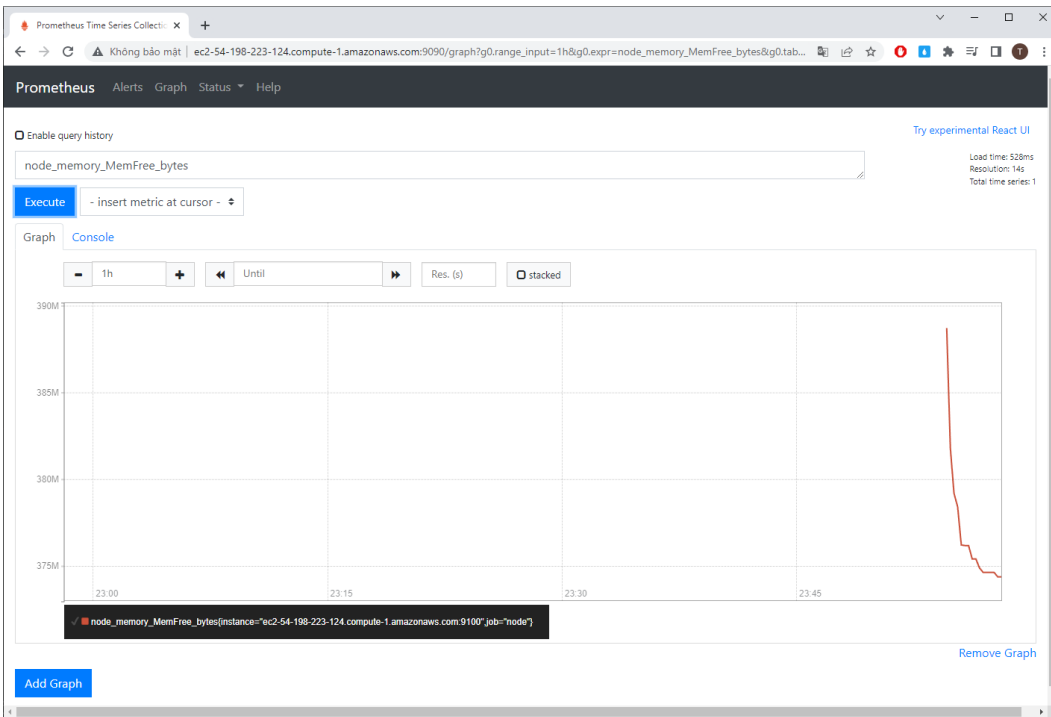 Prometheus Time Series Collectic
Không bảo mật | ec2-54-198-223-124.compute-1.amazonaws.com:9090/graph?g0.range_input=1h&g0.expr=node_memory_MemFree_bytes&g0.tab...
T
Prometheus Alerts Graph Status Help
Enable query history
Try experimental React UI
node_memory_MemFree_bytes
Load time: 528ms
Resolution: 14s
Total time series: 1
Execute - insert metric at cursor -
Graph Console
1h Until Res. (s) stacked
390M
385M
380M
375M
23:00 23:15 23:30 23:45
node_memory_MemFree_bytes{instance="ec2-54-198-223-124.compute-1.amazonaws.com:9100",job="node"}
Remove Graph
Add Graph